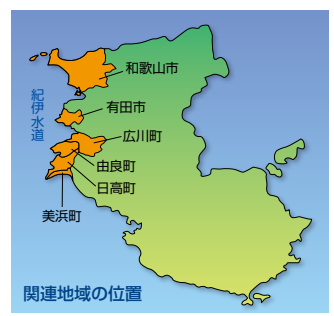 和歌山市
紀伊水道
有田市
広川町
由良町
日高町
美浜町
関連地域の位置